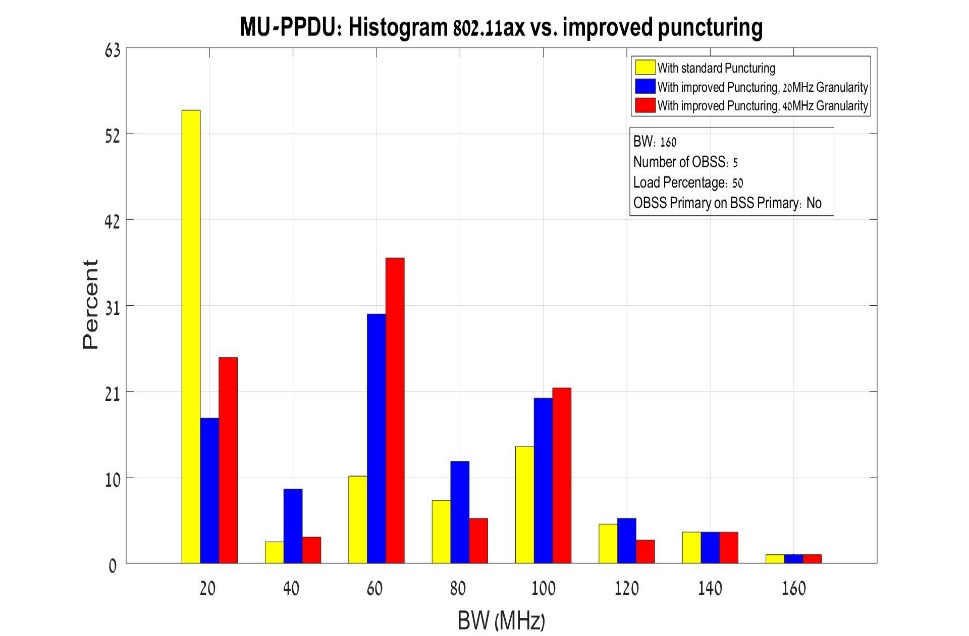 MU-PPDU: Histogram 802.11ax vs. improved puncturing
63
52
42
31
21
10
0
Percent
With standard Puncturing
With improved Puncturing, 20MHz Granularity
With improved Puncturing, 40MHz Granularity
BW: 160
Number of OBSS: 5
Load Percentage: 50
OBSS Primary on BSS Primary: No
20 40 60 80 100 120 140 160
BW (MHz)